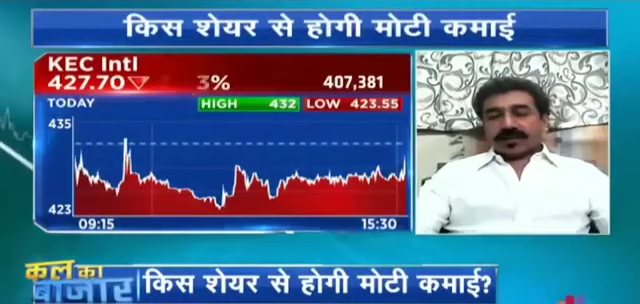 किस शेयर से होगी मोटी कमाई
KEC Intl
427.70 3% 407,381
TODAY HIGH 432 LOW 423.55
435
423
09:15 15:30
कल का
बाजार
किस शेयर से होगी मोटी कमाई?